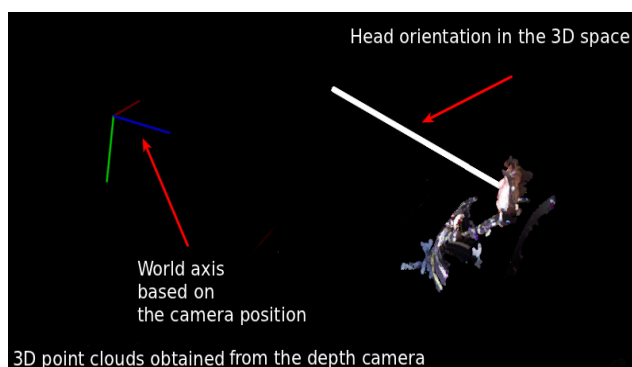 Head orientation in the 3D space
World axis
based on
the camera position
3D point clouds obtained from the depth camera